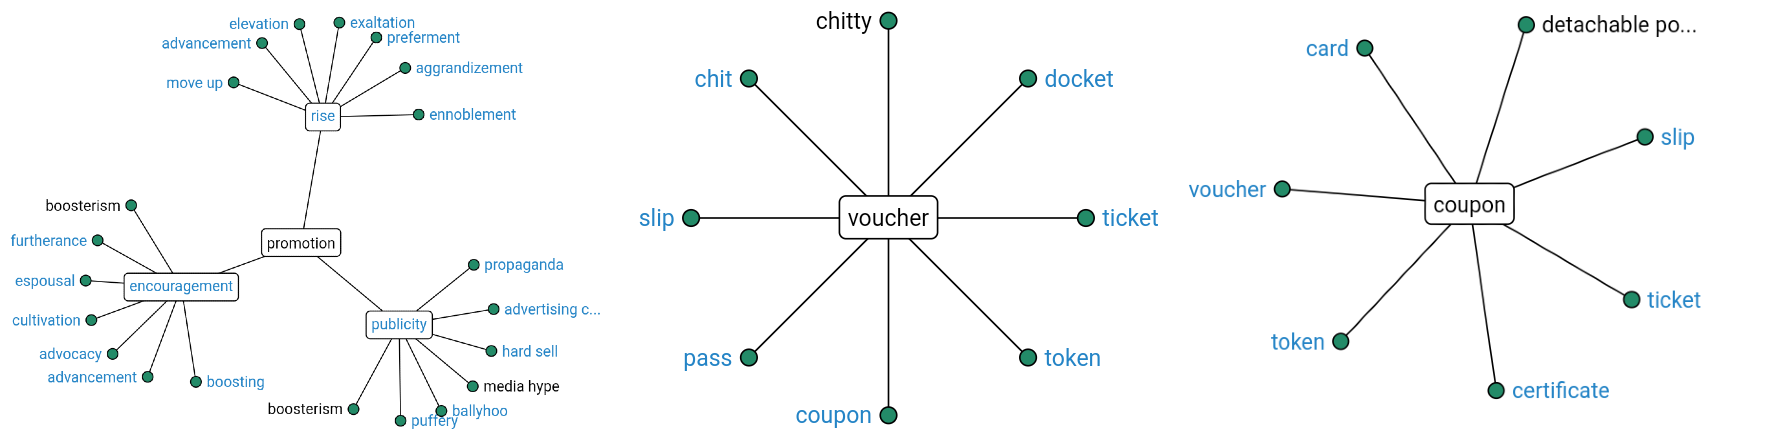 elevation
exaltation
advancement
preferment
move up
aggrandizement
rise
ennoblement
boosterism
furtherance
promotion
espousal
encouragement
propaganda
cultivation
advertising c...
publicity
advocacy
hard sell
advancement
boosting
media hype
boosterism
ballyhoo
puffery
chitty
chit
docket
slip
voucher
ticket
pass
token
coupon
detachable po...
card
slip
voucher
coupon
ticket
token
certificate